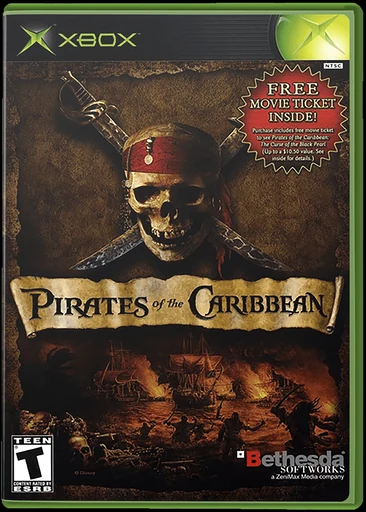 XBOX
NTSC
FREE
MOVIE TICKET
INSIDE!
Purchase includes free movie ticket
to see Pirates of the Caribbean:
The Curse of the Black Pearl
(Up to a $10.50 value. See
inside for details.)
PIRATES of the CARIBBEAN
© Disney
TEEN
T
CONTENT RATED BY
ESRB
Bethesda
SOFTWORKS
a ZeniMax Media company